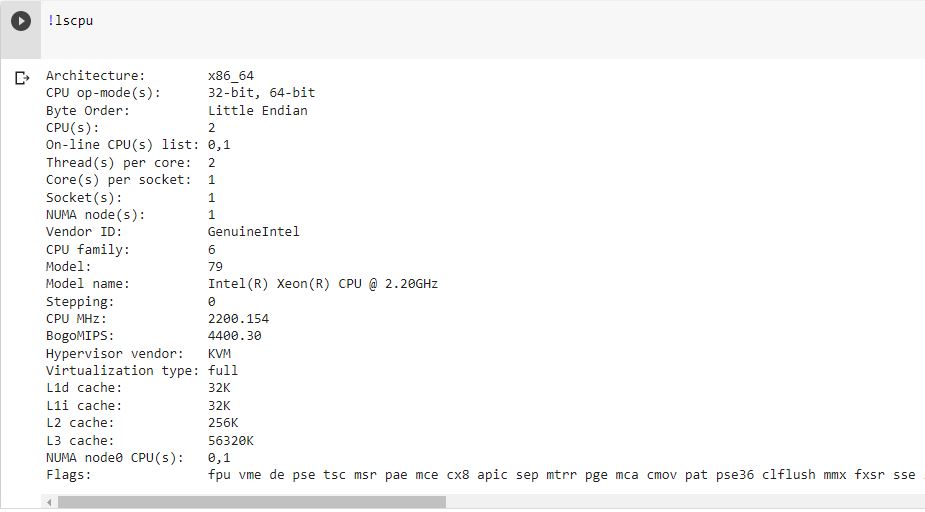 !lscpu
Architecture: x86_64
CPU op-mode(s): 32-bit, 64-bit
Byte Order: Little Endian
CPU(s): 2
On-line CPU(s) list: 0,1
Thread(s) per core: 2
Core(s) per socket: 1
Socket(s): 1
NUMA node(s): 1
Vendor ID: GenuineIntel
CPU family: 6
Model: 79
Model name: Intel(R) Xeon(R) CPU @ 2.20GHz
Stepping: 0
CPU MHz: 2200.154
BogoMIPS: 4400.30
Hypervisor vendor: KVM
Virtualization type: full
L1d cache: 32K
L1i cache: 32K
L2 cache: 256K
L3 cache: 56320K
NUMA node0 CPU(s): 0,1
Flags: fpu vme de pse tsc msr pae mce cx8 apic sep mtrr pge mca cmov pat pse36 clflush mmx fxsr sse